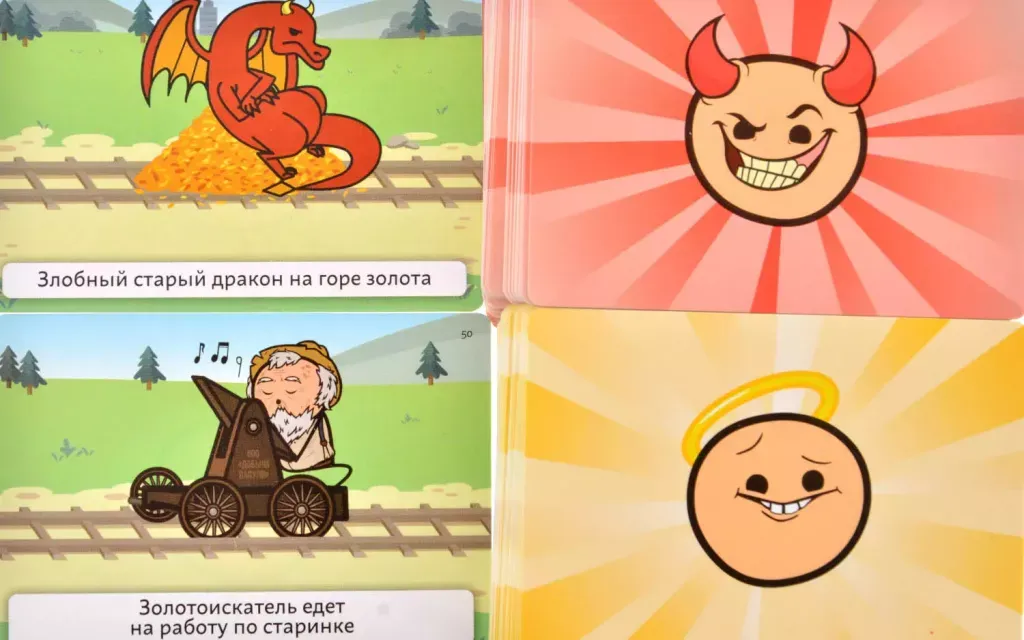 Злобный старый дракон на горе золота
50
Золотоискатель едет
на работу по старинке